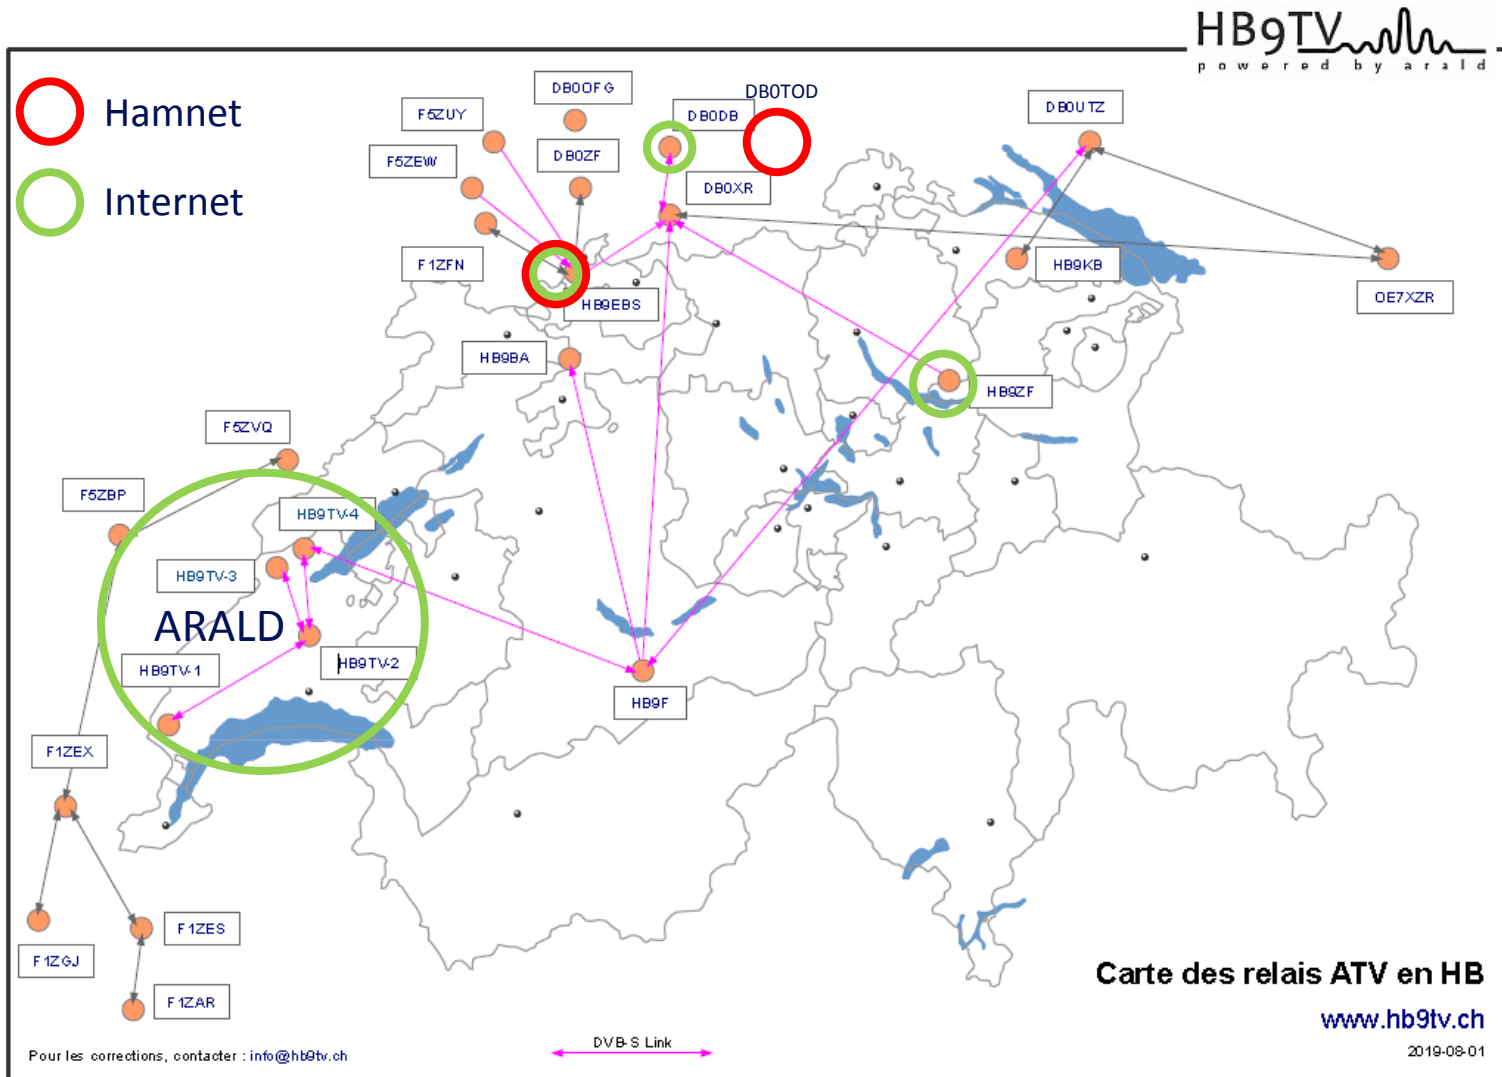 HB9TV
powered by arald
Hamnet
Internet
DB0OFG
DB0TOD
F5ZUY
DB0DB
DB0UTZ
F5ZEW
DB0ZF
DB0XR
F1ZFN
HB9EBS
HB9KB
OE7XZR
HB9BA
HB9ZF
F5ZVQ
F5ZBP
HB9TV-4
HB9TV-3
ARALD
HB9TV-1
HB9TV-2
HB9F
F1ZEX
F1ZES
F1ZGJ
F1ZAR
Carte des relais ATV en HB
www.hb9tv.ch
2019-08-01
DVB-S Link
Pour les corrections, contacter : info@hb9tv.ch